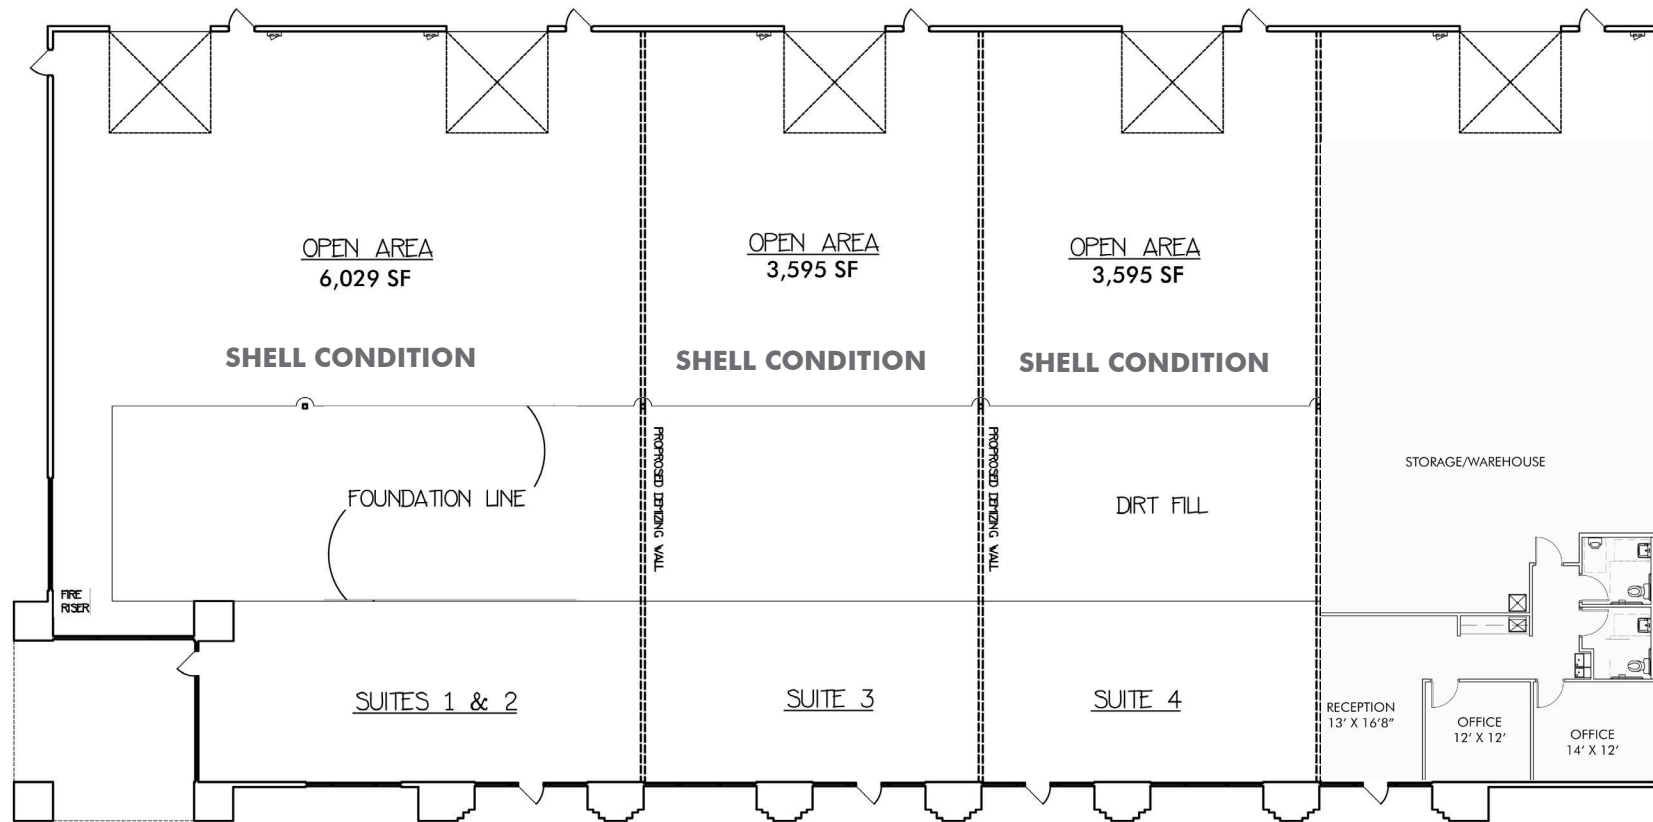 OPEN AREA
6,029 SF
OPEN AREA
3,595 SF
OPEN AREA
3,595 SF
SHELL CONDITION
SHELL CONDITION
SHELL CONDITION
PROPROSED DEMIZING WALL
PROPROSED DEMIZING WALL
STORAGE/WAREHOUSE
FOUNDATION LINE
DIRT FILL
FIRE
RISER
SUITES 1 & 2
SUITE 3
SUITE 4
RECEPTION
13' X 16'8"
OFFICE
12' X 12'
OFFICE
14' X 12'